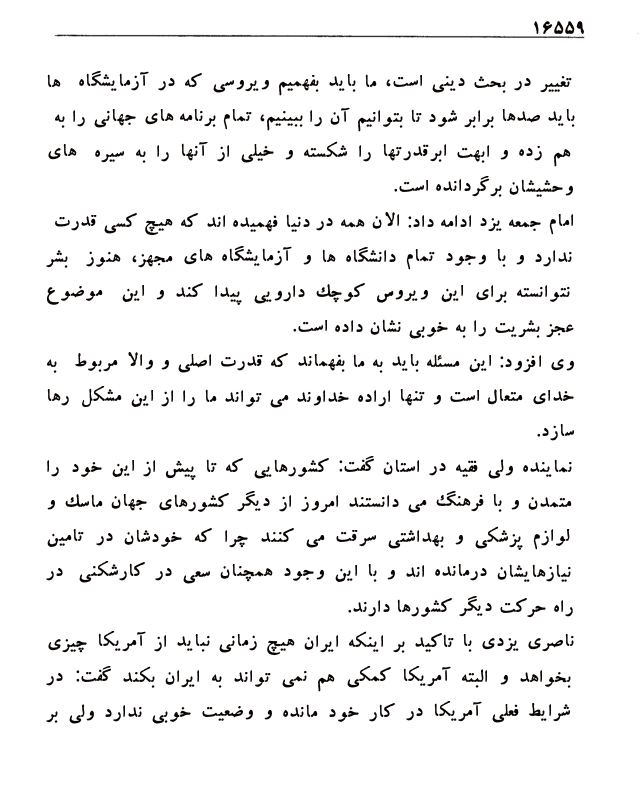 ۱۶۵۵۹
تغییر در بحث دینی است، ما باید بفهمیم ویروسی که در آزمایشگاه ها
باید صدها برابر شود تا بتوانیم آن را ببینیم، تمام برنامه های جهانی را به
هم زده و ابهت ابرقدرتها را شکسته و خیلی از آنها را به سیره های
وحشیشان برگردانده است.
امام جمعه یزد ادامه داد: الان همه در دنیا فهمیده اند که هیچ کسی قدرت
ندارد و با وجود تمام دانشگاه ها و آزمایشگاه های مجهز، هنوز بشر
نتوانسته برای این ویروس کوچك دارویی پیدا کند و این موضوع
عجز بشریت را به خوبی نشان داده است.
وی افزود: این مسئله باید به ما بفهماند که قدرت اصلی و والا مربوط به
خدای متعال است و تنها اراده خداوند می تواند ما را از این مشکل رها
سازد.
نماینده ولی فقیه در استان گفت: کشورهایی که تا پیش از این خود را
متمدن و با فرهنگ می دانستند امروز از دیگر کشورهای جهان ماسك و
لوازم پزشکی و بهداشتی سرقت می کنند چرا که خودشان در تامین
نیازهایشان درمانده اند و با این وجود همچنان سعی در کارشکنی در
راه حرکت دیگر کشورها دارند.
ناصری یزدی با تاکید بر اینکه ایران هیچ زمانی نباید از آمریکا چیزی
بخواهد و البته آمریکا کمکی هم نمی تواند به ایران بکند گفت: در
شرایط فعلی آمریکا در کار خود مانده و وضعیت خوبی ندارد ولی بر